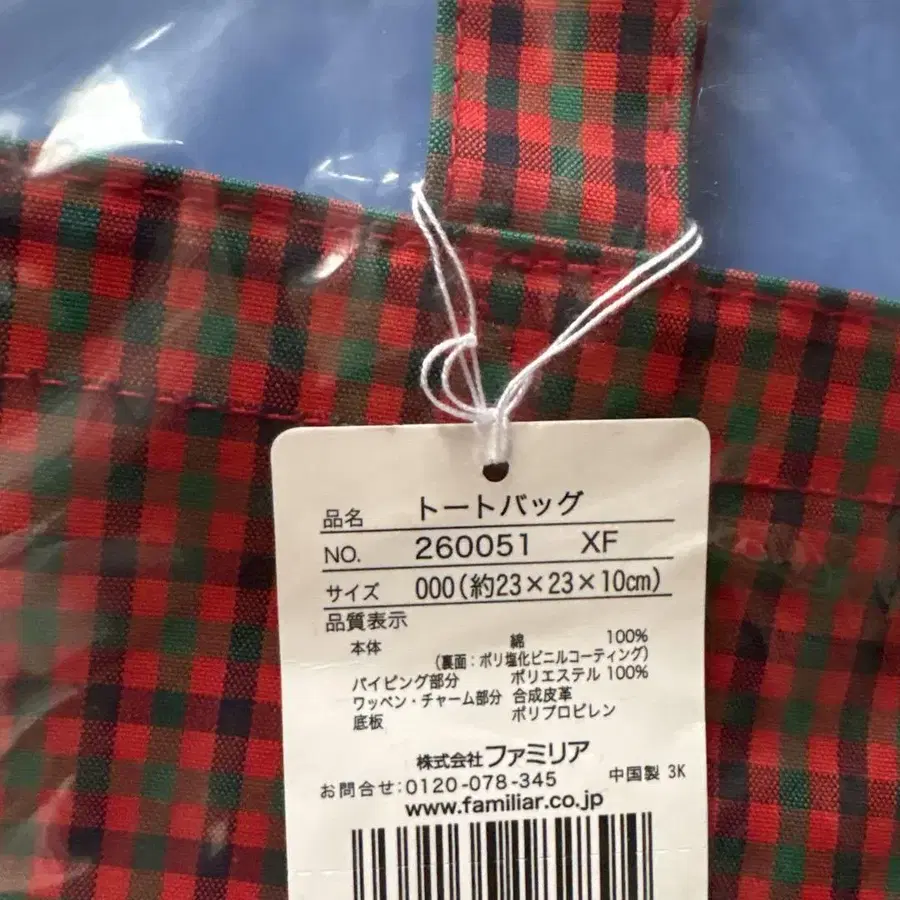 品名 トートバッグ
NO. 260051 XF
サイズ 000(約23×23×10cm)
品質表示
本体 綿 100%
(裏面:ポリ塩化ビニルコーティング)
パイピング部分 ポリエステル 100%
ワッペン・チャーム部分 合成皮革
底板 ポリプロピレン
株式会社ファミリア
お問合せ:0120-078-345 中国製 3K
www.familiar.co.jp